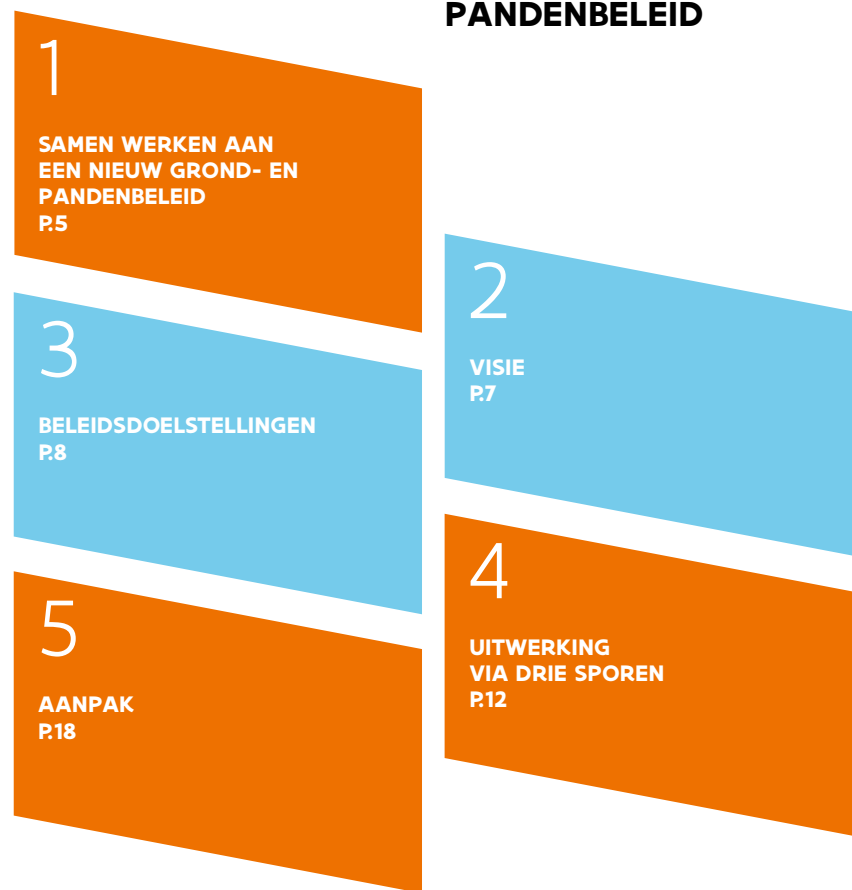 PANDENBELEID
1
SAMEN WERKEN AAN
EEN NIEUW GROND- EN
PANDENBELEID
P.5
2
VISIE
P.7
3
BELEIDSDOELSTELLINGEN
P.8
4
UITWERKING
VIA DRIE SPOREN
P.12
5
AANPAK
P.18